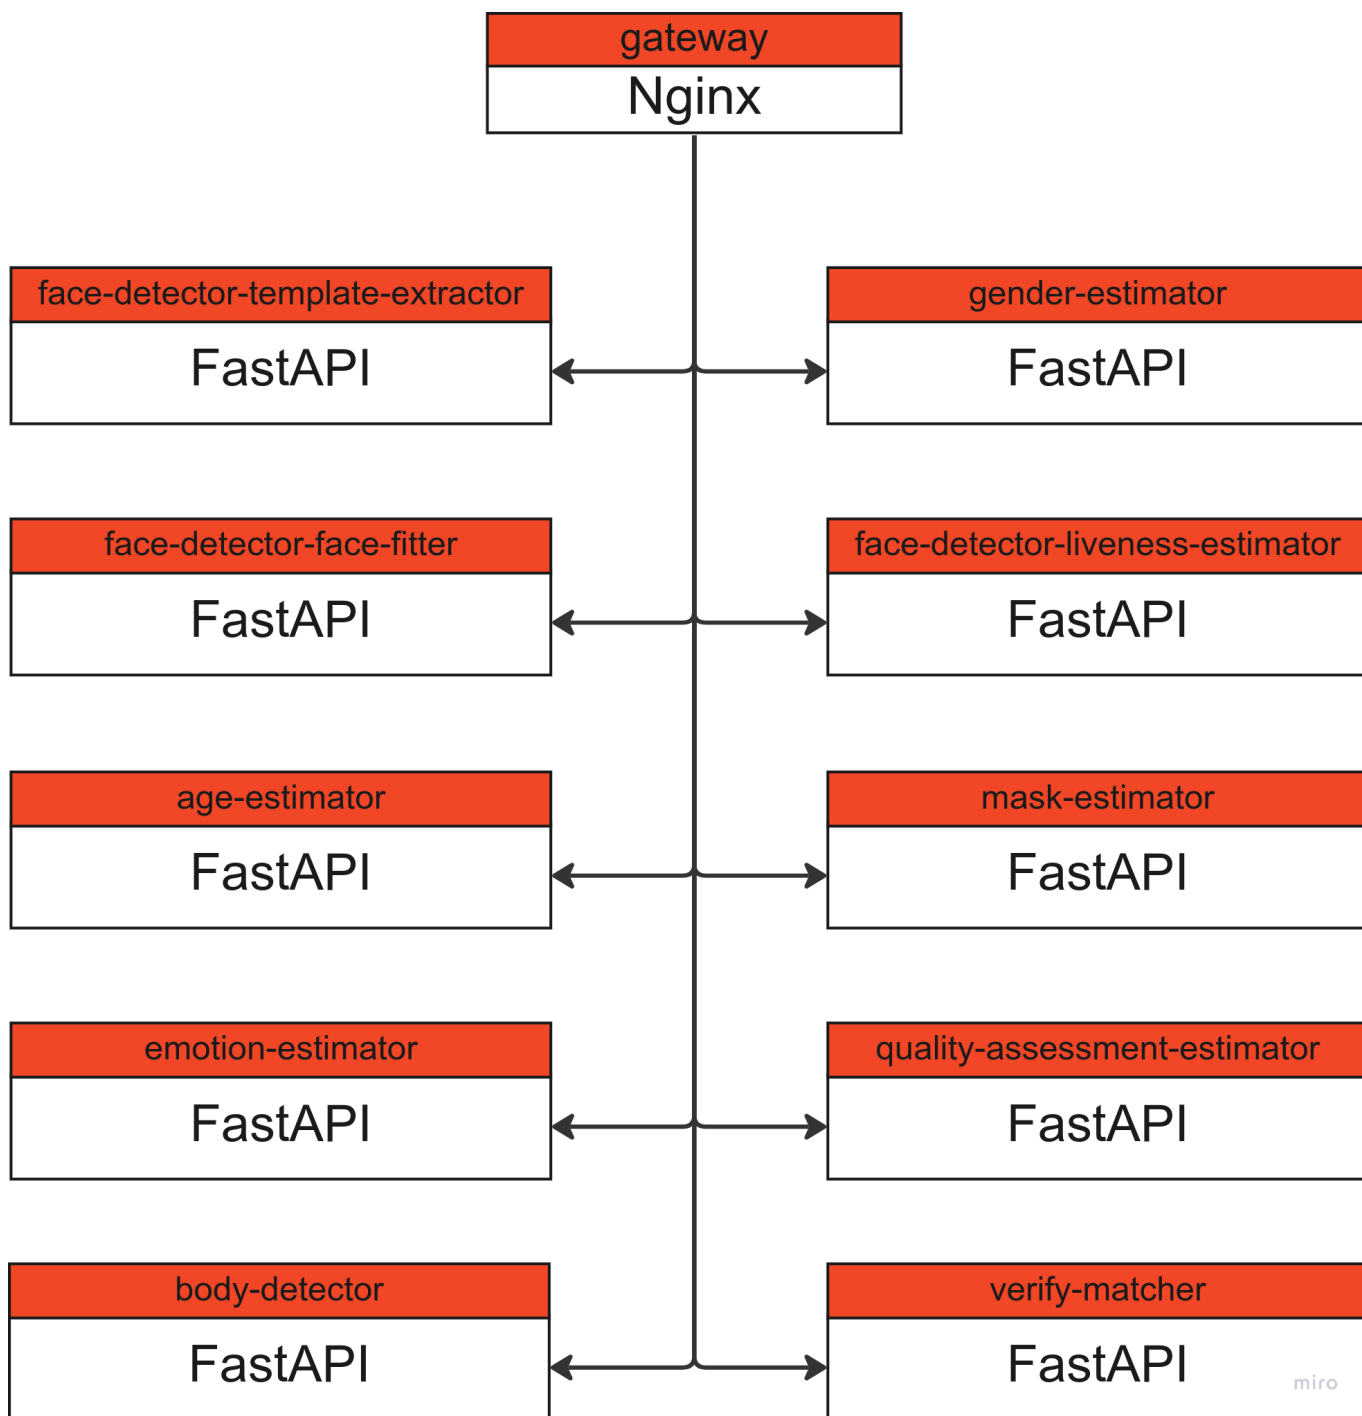 gateway
Nginx
face-detector-template-extractor
FastAPI
gender-estimator
FastAPI
face-detector-face-fitter
FastAPI
face-detector-liveness-estimator
FastAPI
age-estimator
FastAPI
mask-estimator
FastAPI
emotion-estimator
FastAPI
quality-assessment-estimator
FastAPI
body-detector
FastAPI
verify-matcher
FastAPI
miro